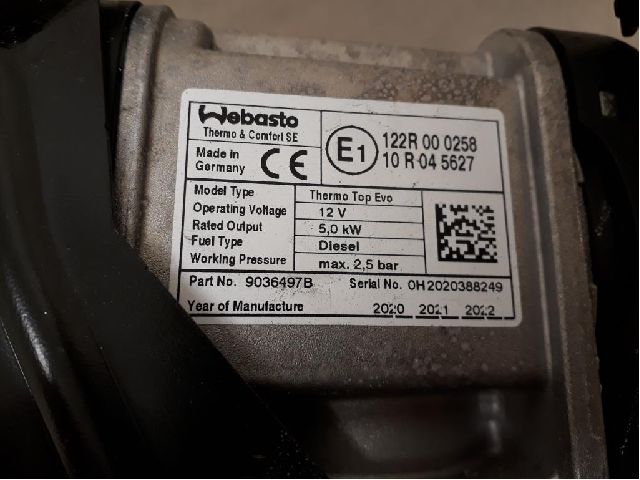 Webasto
Thermo & Comfort SE
Made in
Germany
CE
E1
122R 00 0258
10 R-04 5627
Model Type Thermo Top Evo
Operating Voltage 12 V
Rated Output 5,0 kW
Fuel Type Diesel
Working Pressure max. 2,5 bar
Part No. 9036497B Serial No. OH2020388249
Year of Manufacture 2020 2021 2022